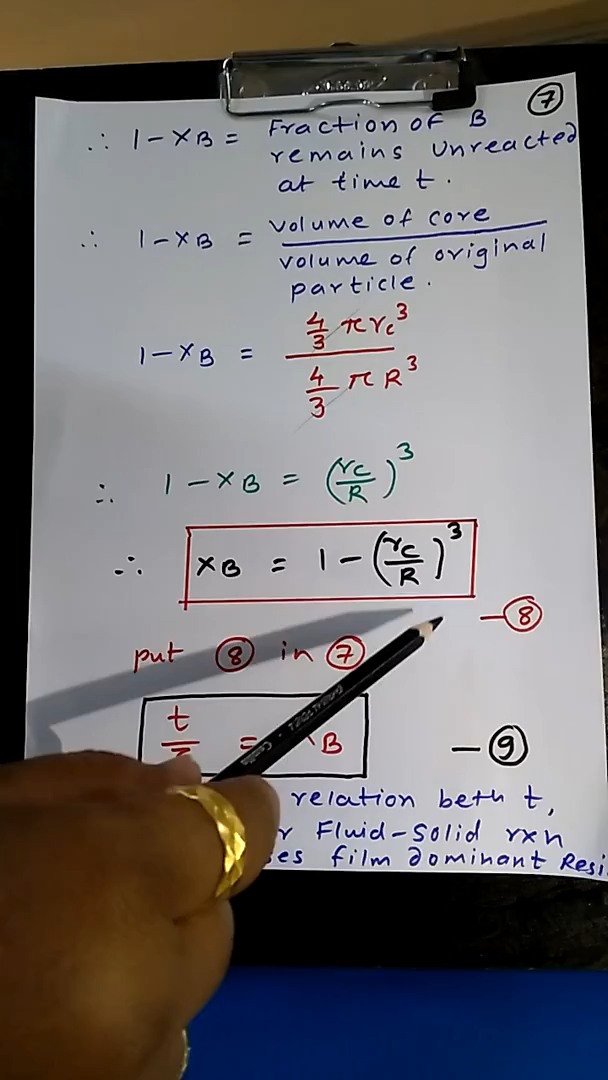 ⑦
∴ 1 - XB = Fraction of B
remains unreacted
at time t.
∴ 1 - XB = volume of core / volume of original
particle.
1 - XB = 4/3 π rc³ / 4/3 π R³
∴ 1 - XB = (rc/R)³
∴ XB = 1 - (rc/R)³
- ⑧
put ⑧ in ⑦
t = B - ⑨
relation beth t,
Fluid-Solid rxn
film dominant